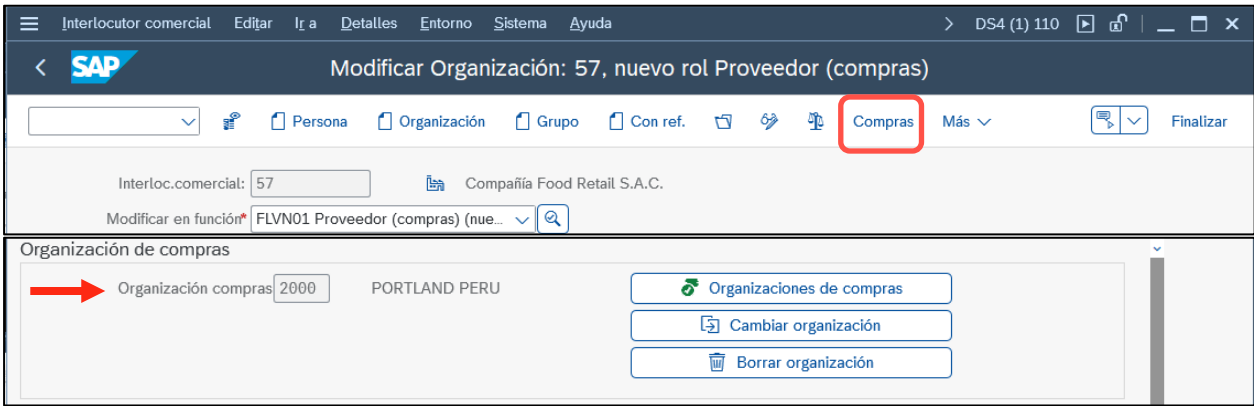 Interlocutor comercial Editar Ir a Detalles Entorno Sistema Ayuda DS4 (1) 110
SAP Modificar Organización: 57, nuevo rol Proveedor (compras)
Persona Organización Grupo Con ref. Compras Más Finalizar
Interloc.comercial: 57 Compañía Food Retail S.A.C.
Modificar en función* FLVN01 Proveedor (compras) (nue...
Organización de compras
Organización compras 2000 PORTLAND PERU Organizaciones de compras
Cambiar organización
Borrar organización